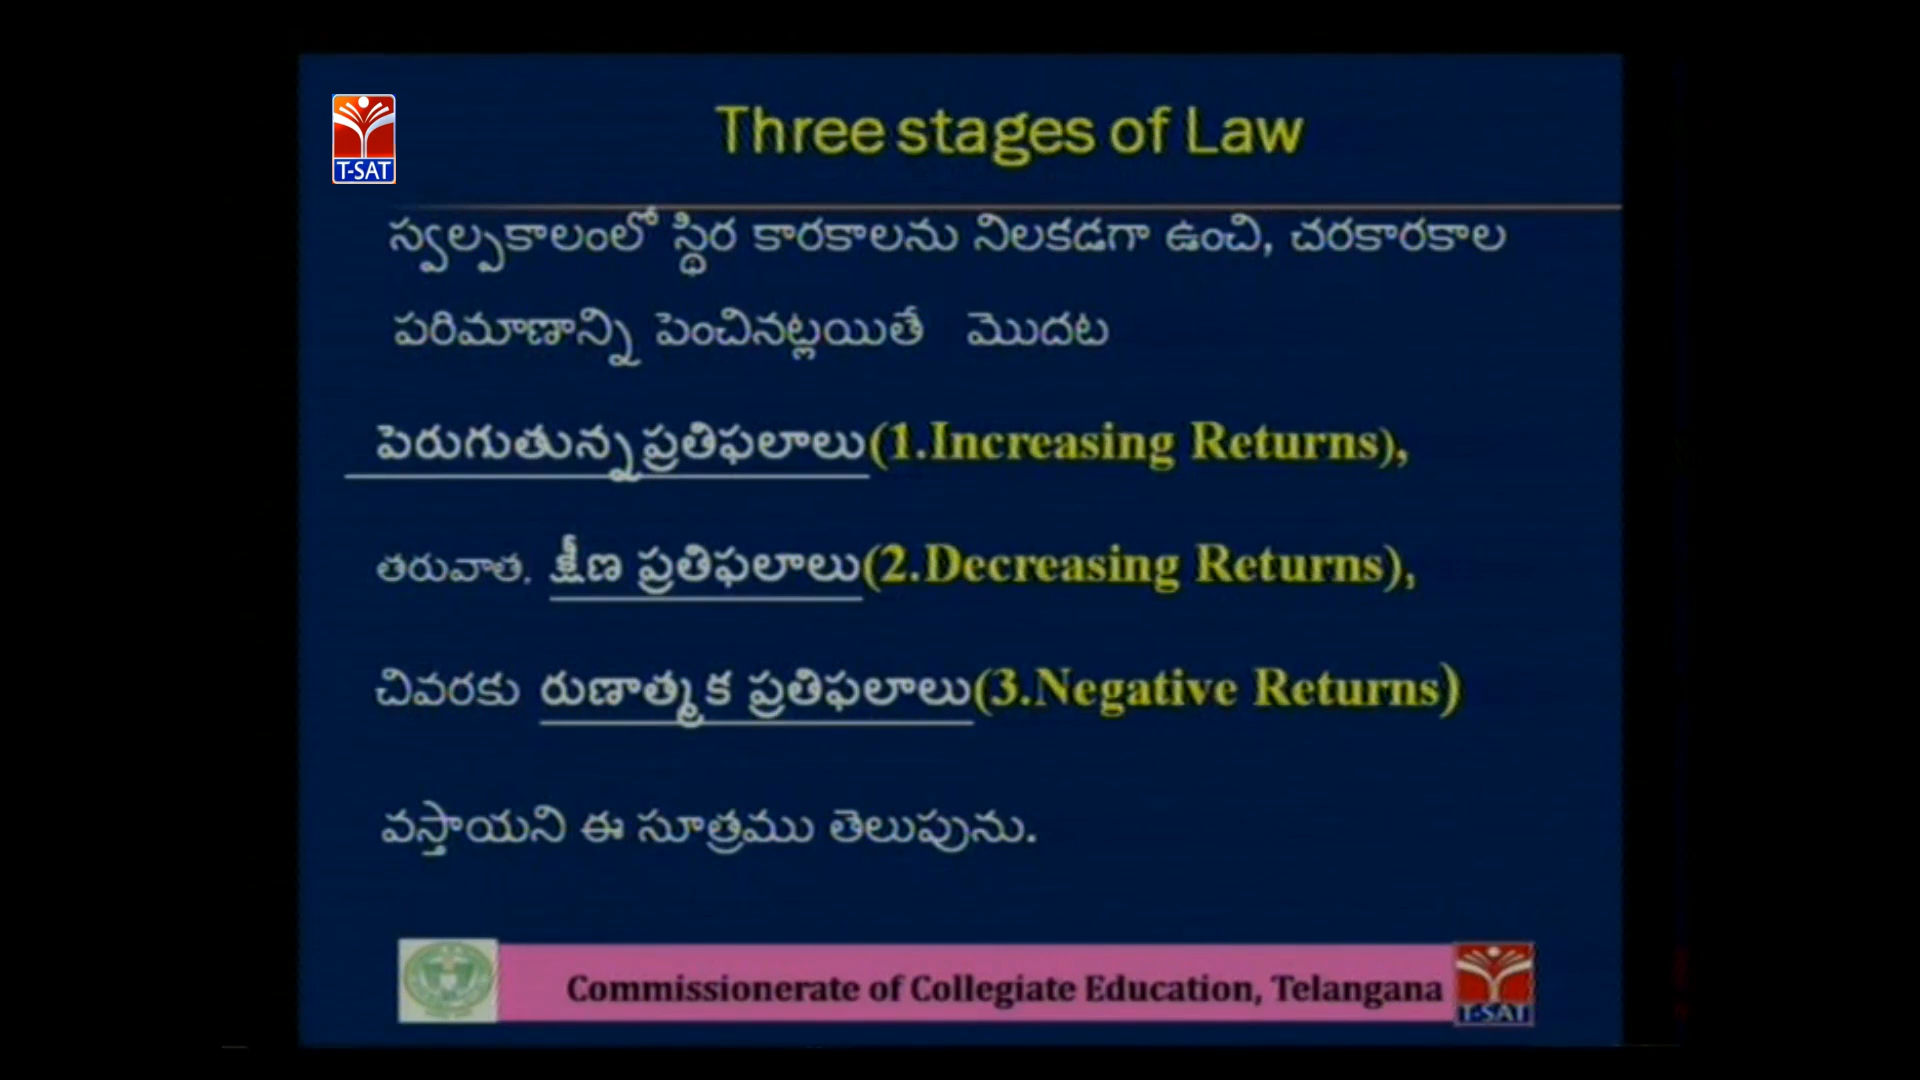 T-SAT
Three stages of Law
స్వల్పకాలంలో స్థిర కారకాలను నిలకడగా ఉంచి, చరకారకాల
పరిమాణాన్ని పెంచినట్లయితే మొదట
పెరుగుతున్న ప్రతిఫలాలు(1.Increasing Returns),
తరువాత, క్షీణ ప్రతిఫలాలు(2.Decreasing Returns),
చివరకు రుణాత్మక ప్రతిఫలాలు(3.Negative Returns)
వస్తాయని ఈ సూత్రము తెలుపును.
Commissionerate of Collegiate Education, Telangana
T-SAT